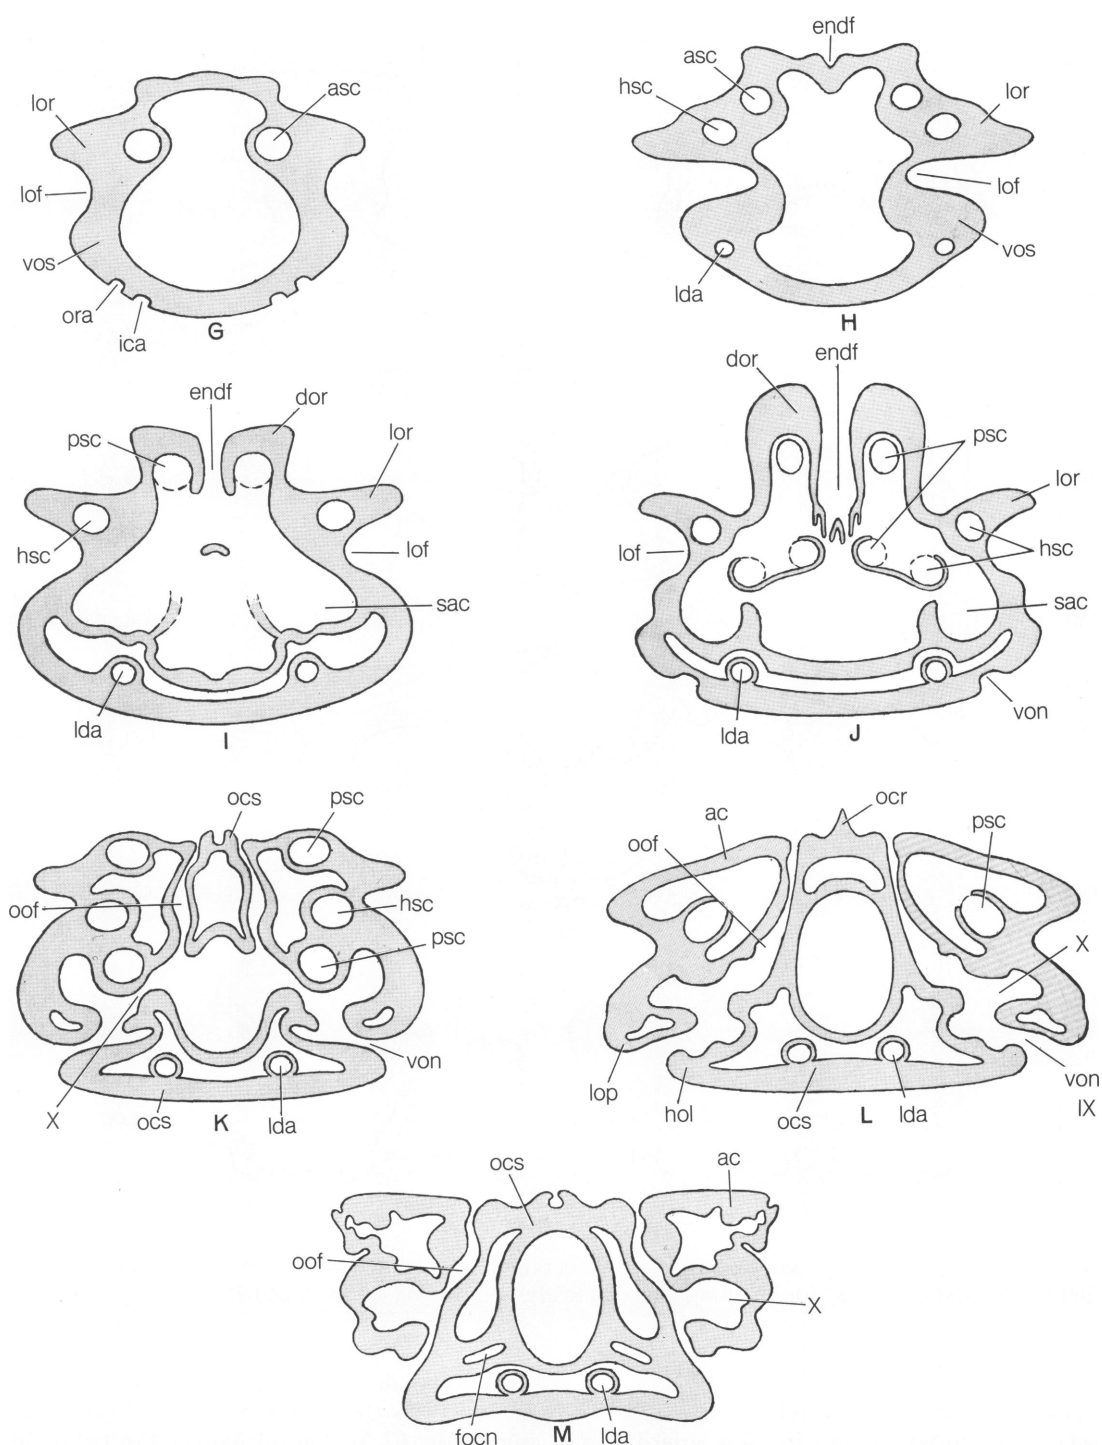 asc
lor
lof
vos
ora
ica
G
endf
asc
hsc
lor
lof
vos
lda
H
endf
dor
psc
lor
hsc
lof
sac
lda
I
endf
dor
psc
lor
lof
hsc
sac
von
lda
J
ocs
psc
oof
hsc
psc
von
X
ocs
K
lda
ocr
ac
psc
oof
X
lop
hol
ocs
L
lda
von
IX
ocs
ac
oof
X
focn
M
lda